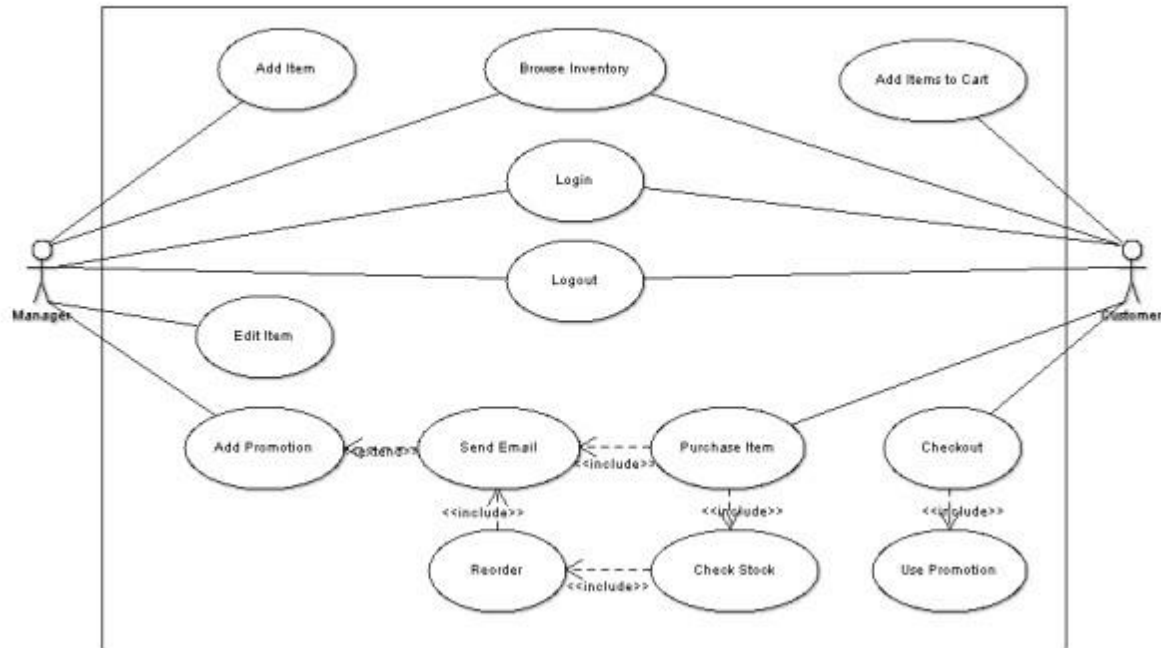 Add Item
Browse Inventory
Add Items to Cart
Login
Logout
Manager
Customer
Edit Item
Add Promotion
<<extend>>
Send Email
<<include>>
Purchase Item
Checkout
<<include>>
<<include>>
<<include>>
Reorder
<<include>>
Check Stock
Use Promotion